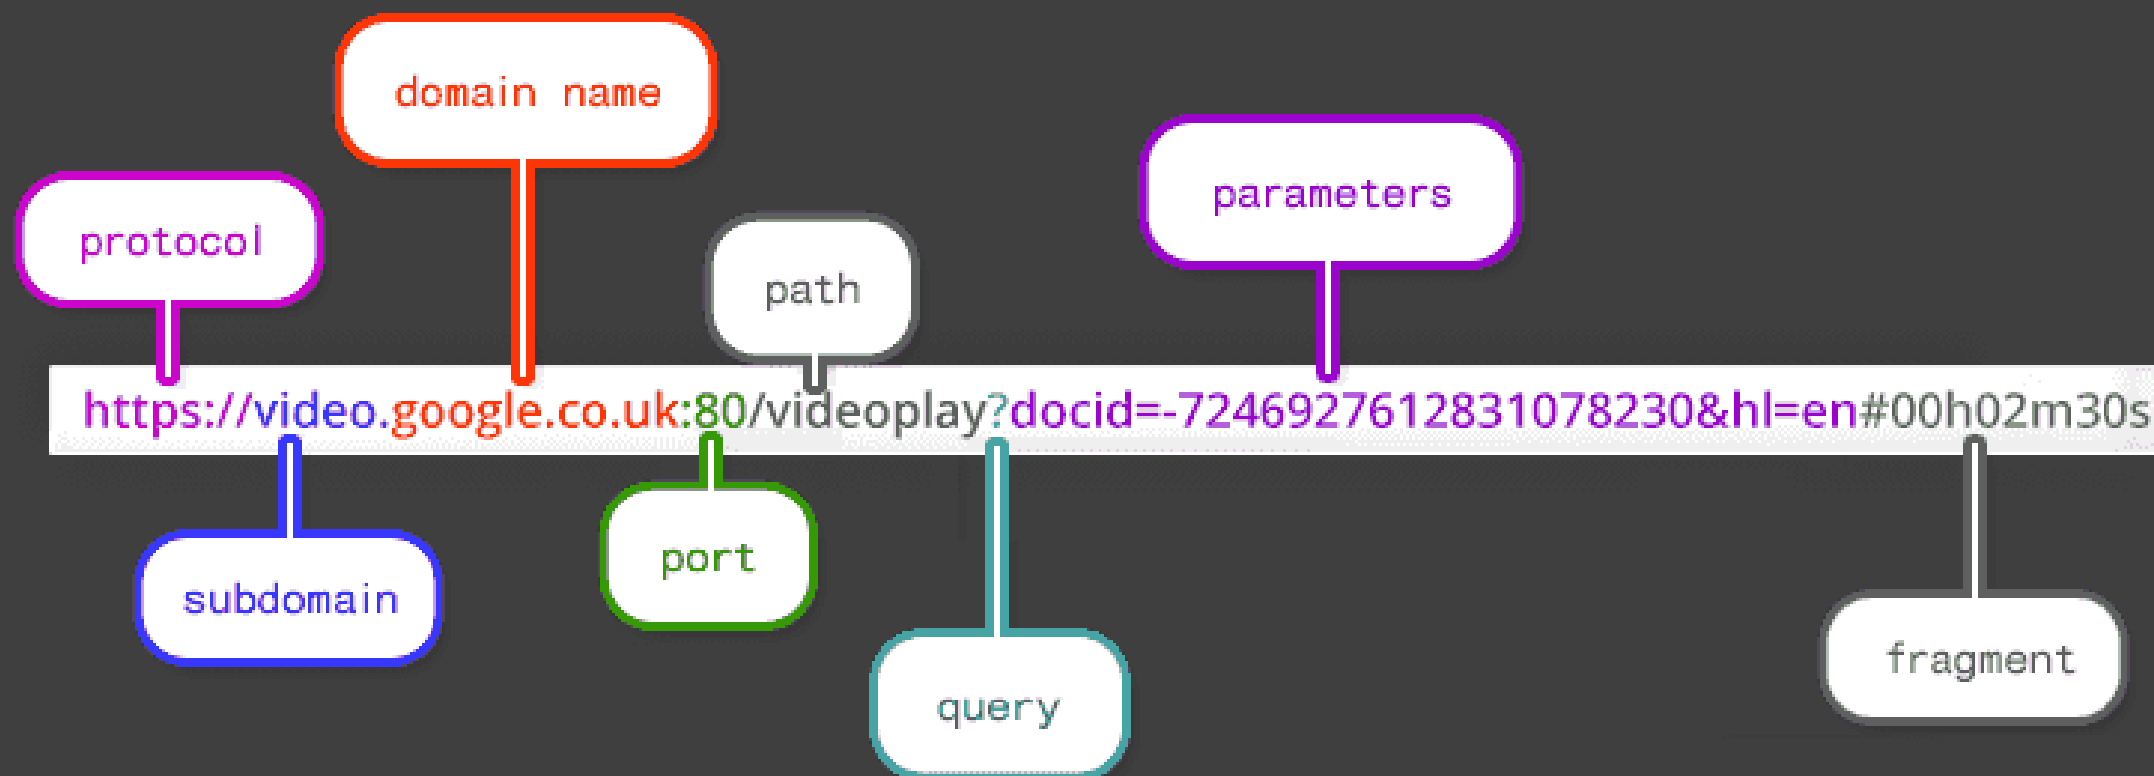 domain name
parameters
protocol
path
https://video.google.co.uk:80/videoplay?docid=-7246927612831078230&hl=en#00h02m30s
port
subdomain
fragment
query